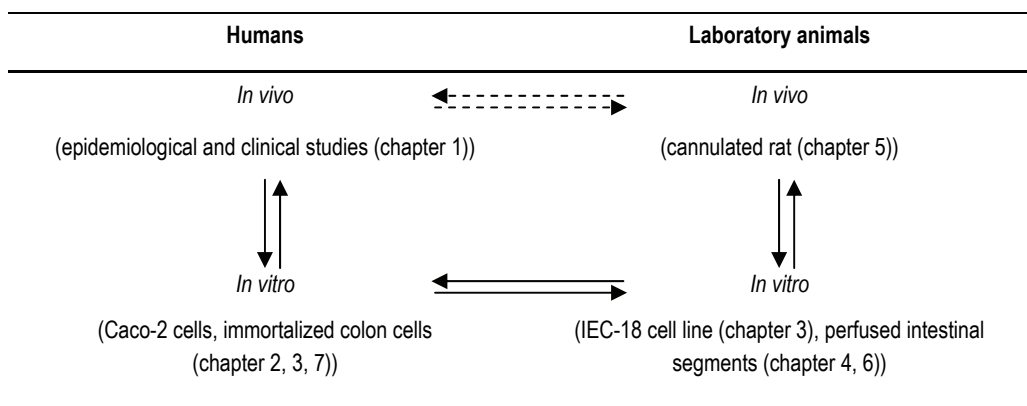 Humans Laboratory animals
In vivo In vivo
(epidemiological and clinical studies (chapter 1)) (cannulated rat (chapter 5))
In vitro In vitro
(Caco-2 cells, immortalized colon cells (IEC-18 cell line (chapter 3), perfused intestinal
(chapter 2, 3, 7)) segments (chapter 4, 6))